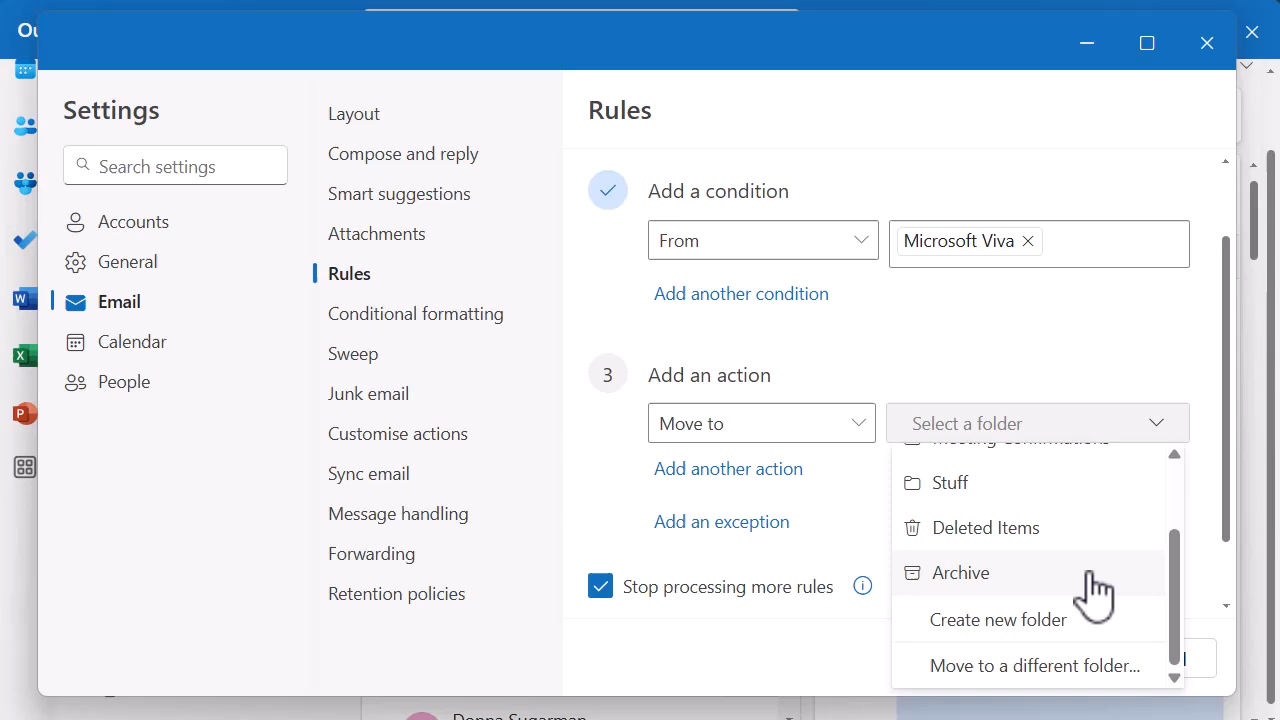 Ou
Settings
Search settings
Accounts
General
Email
Calendar
People
Layout
Compose and reply
Smart suggestions
Attachments
Rules
Conditional formatting
Sweep
Junk email
Customise actions
Sync email
Message handling
Forwarding
Retention policies
Rules
Add a condition
From
Microsoft Viva
Add another condition
3
Add an action
Move to
Select a folder
Meeting Confirmations
Stuff
Deleted Items
Archive
Create new folder
Move to a different folder...
Add another action
Add an exception
Stop processing more rules
W
X
P
Donna Sugarman